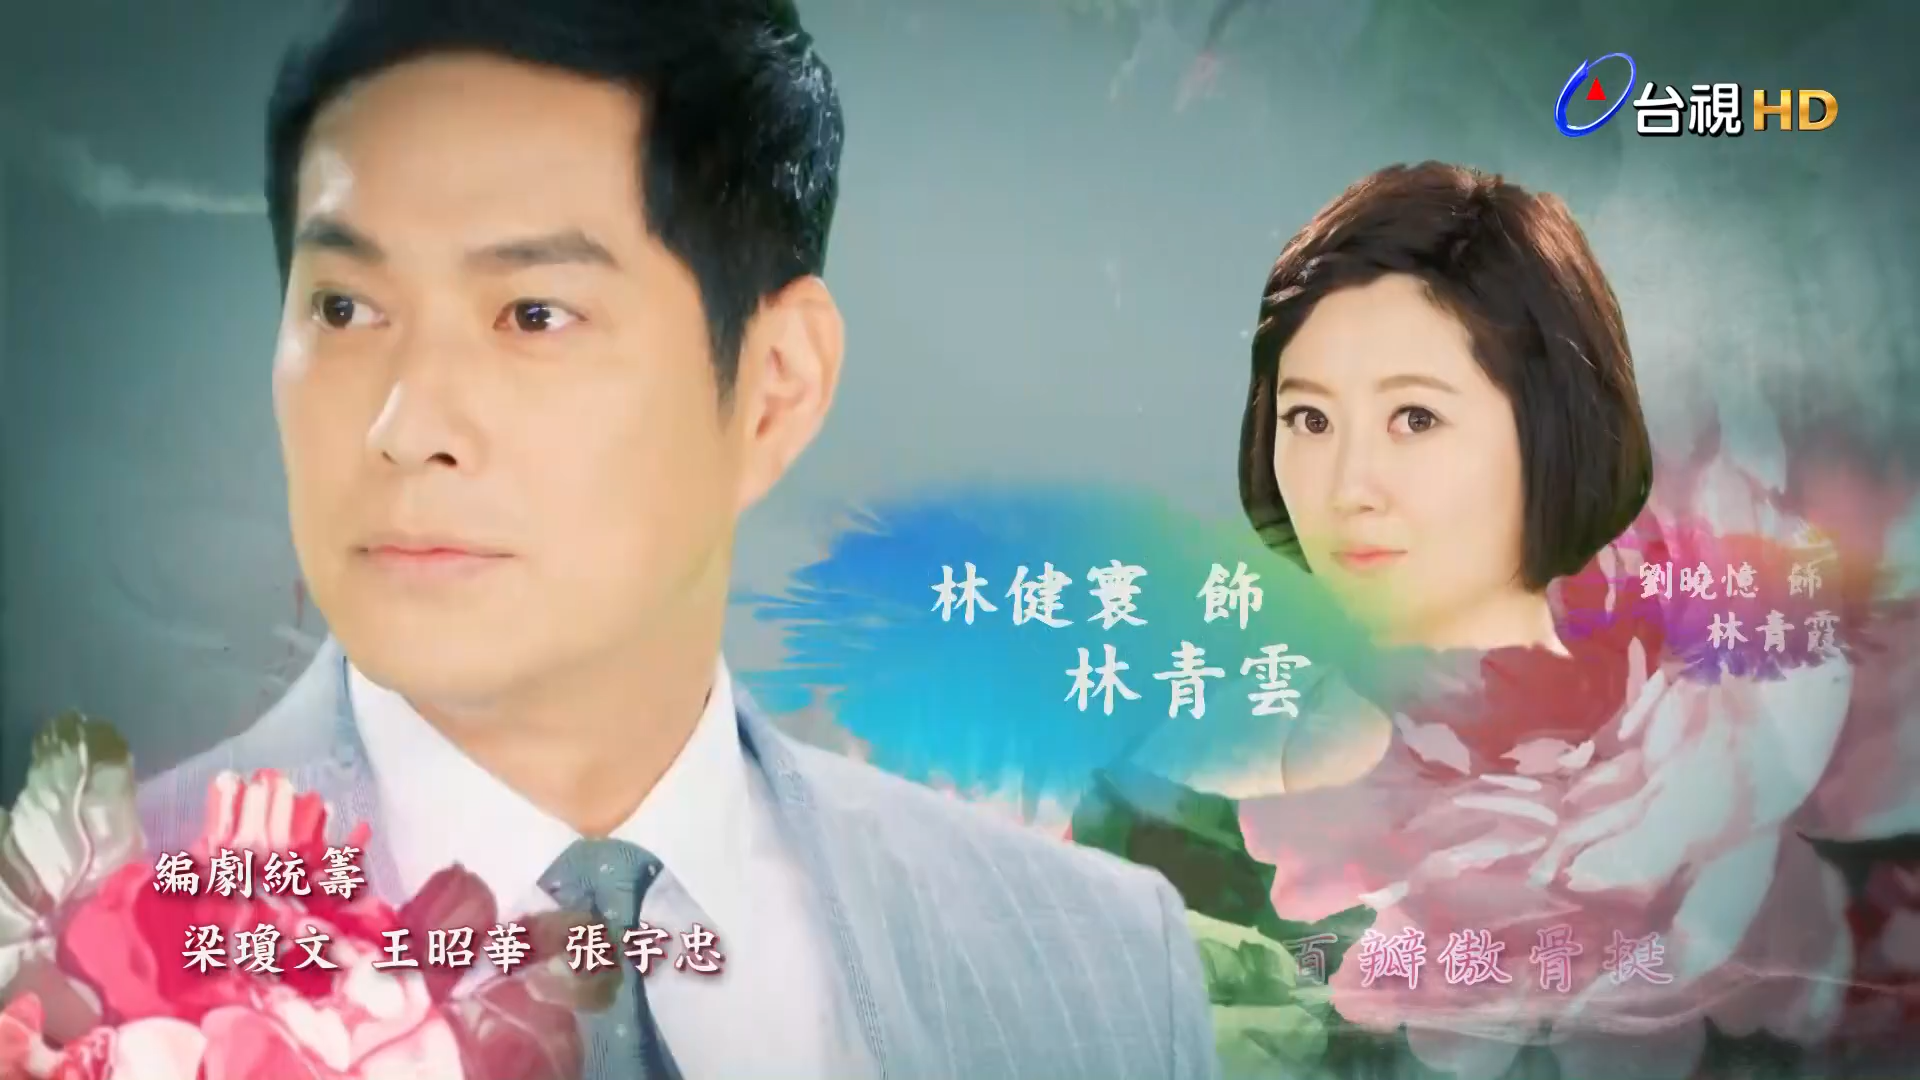 台視HD
林健寰 飾
林青雲
劉曉憶 飾
林青霞
編劇統籌
梁瓊文 王昭華 張宇忠
百瓣傲骨挺